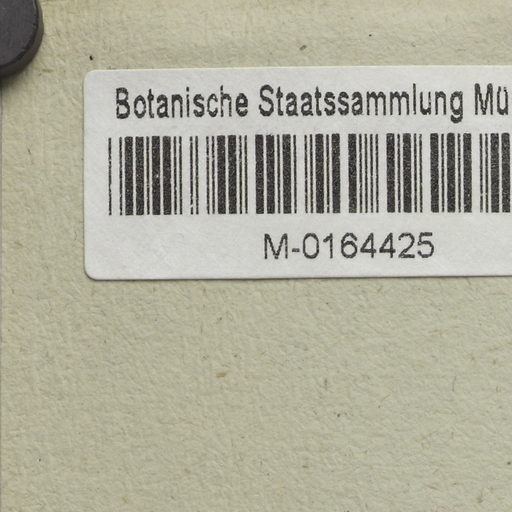 Botanische Staatssammlung Mü
M-0164425